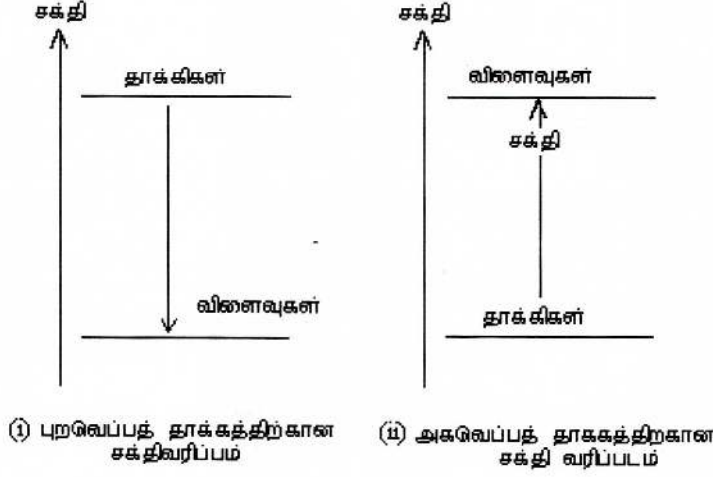 சக்தி
தாக்கிகள்
விளைவுகள்
(i) புறவெப்பத் தாக்கத்திற்கான
சக்திவரிப்பம்
சக்தி
விளைவுகள்
சக்தி
தாக்கிகள்
(ii) அகவெப்பத் தாககத்திறகான
சக்தி வரிப்படம்